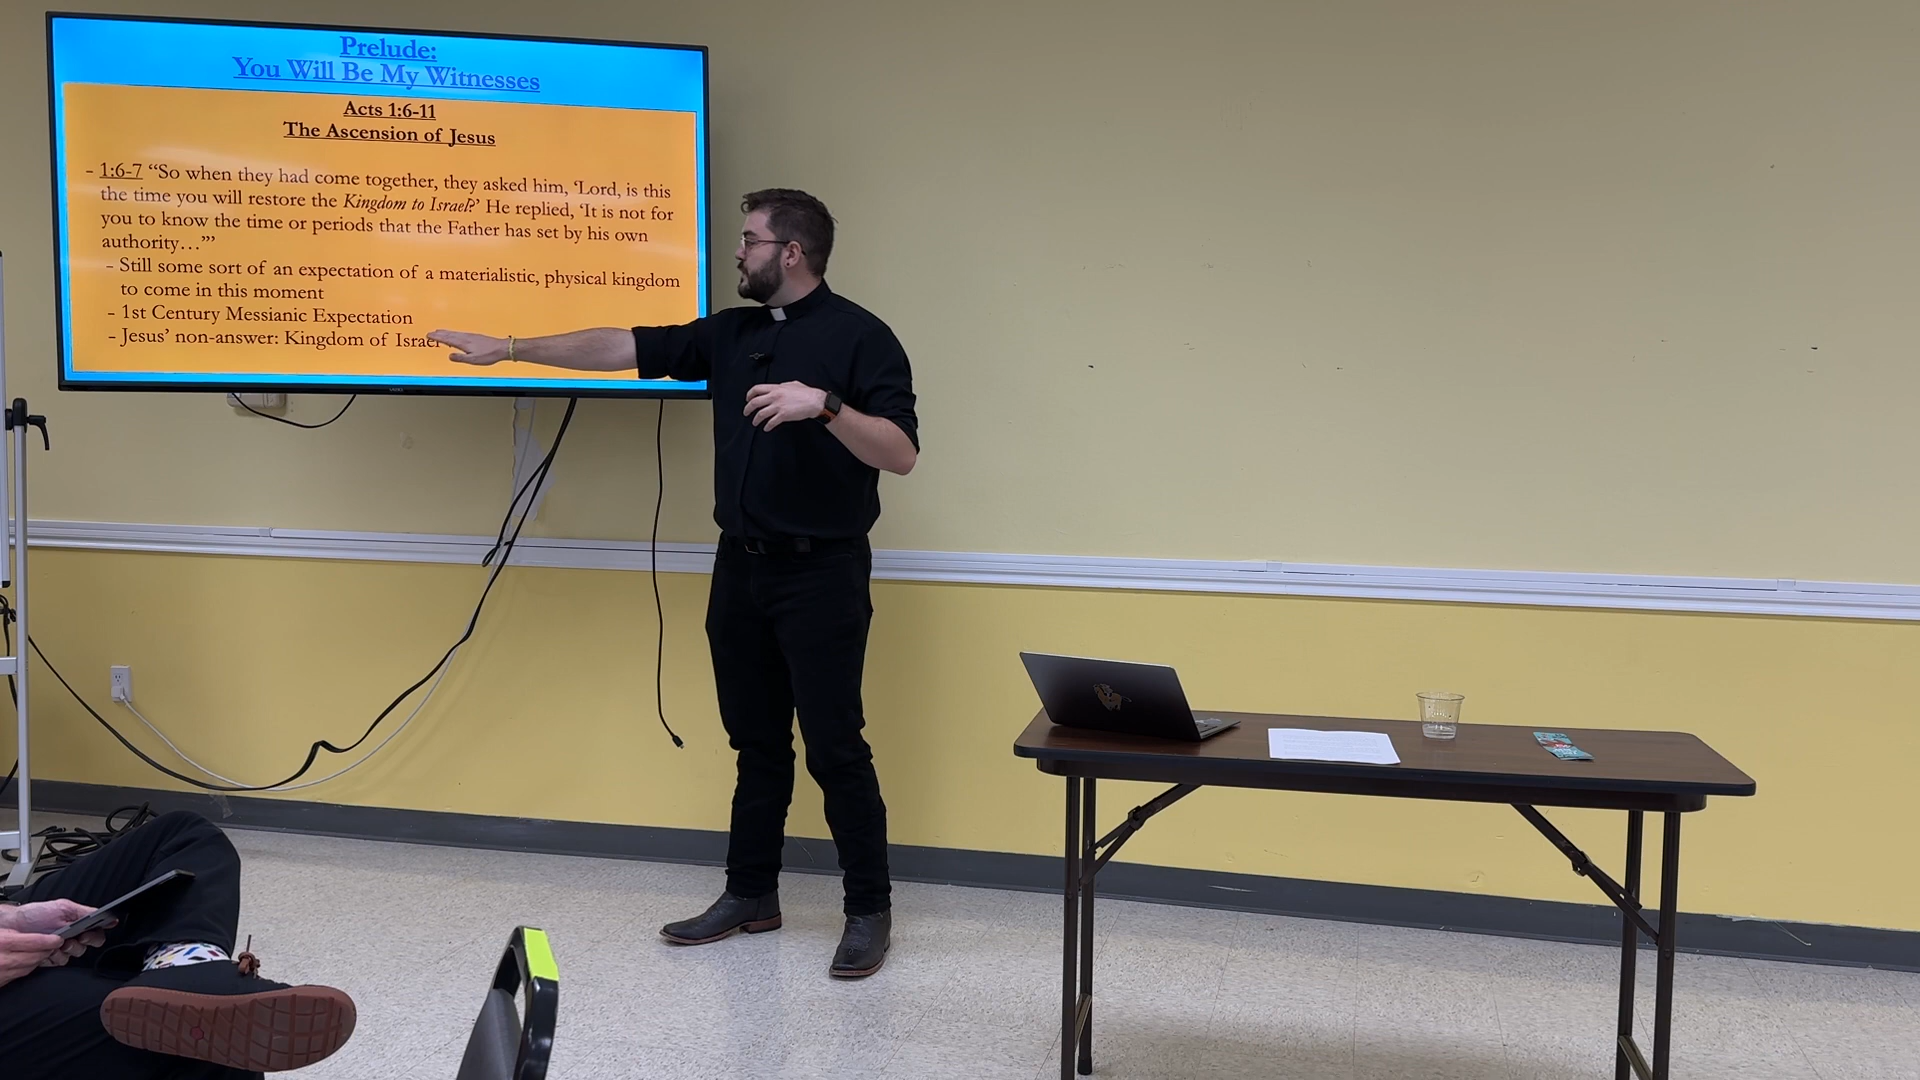 Prelude:
You Will Be My Witnesses
Acts 1:6-11
The Ascension of Jesus
- 1:6-7 “So when they had come together, they asked him, ‘Lord, is this
the time you will restore the Kingdom to Israel?’ He replied, ‘It is not for
you to know the time or periods that the Father has set by his own
authority…”’
- Still some sort of an expectation of a materialistic, physical kingdom
to come in this moment
- 1st Century Messianic Expectation
- Jesus’ non-answer: Kingdom of Israel